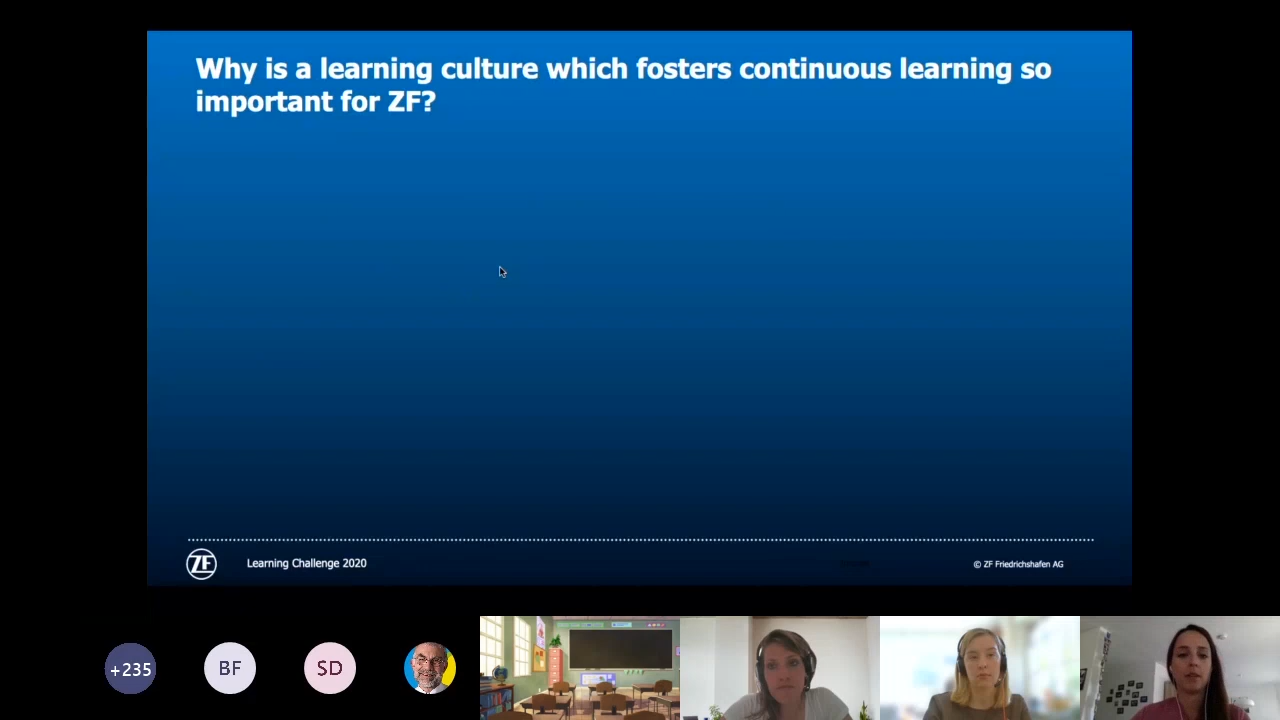 Why is a learning culture which fosters continuous learning so
important for ZF?
ZF
Learning Challenge 2020
© ZF Friedrichshafen AG
+235
BF
SD